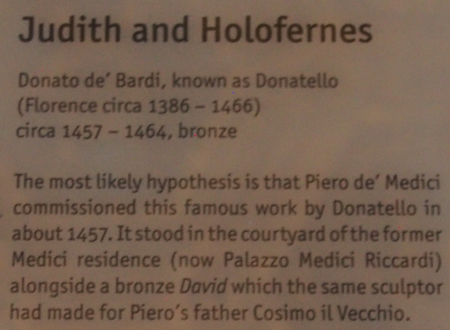 Judith and Holofernes
Donato de' Bardi, known as Donatello
(Florence circa 1386 – 1466)
circa 1457 – 1464, bronze
The most likely hypothesis is that Piero de' Medici
commissioned this famous work by Donatello in
about 1457. It stood in the courtyard of the former
Medici residence (now Palazzo Medici Riccardi)
alongside a bronze David which the same sculptor
had made for Piero's father Cosimo il Vecchio.